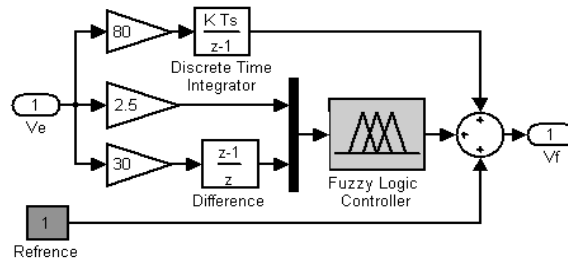 80
K Ts
z-1
Discrete Time
Integrator
1
Ve
2.5
30
z-1
z
Difference
Fuzzy Logic
Controller
1
Vf
1
Refrence